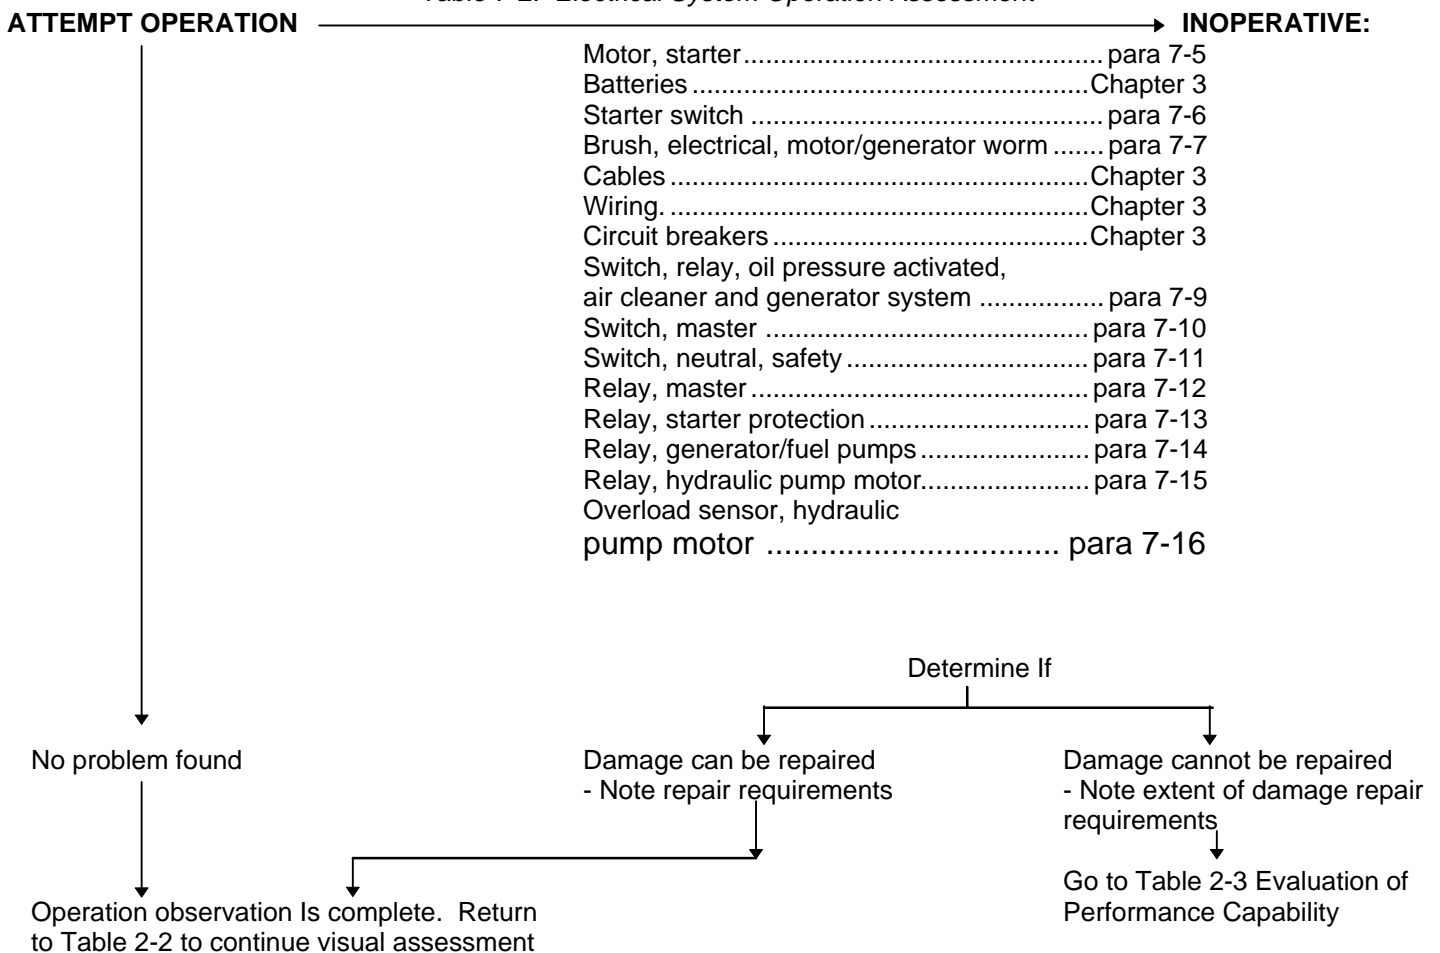 Table 7-2. Electrical System Operation Assessment
ATTEMPT OPERATION INOPERATIVE:
Motor, starter................................................. para 7-5
Batteries ......................................................Chapter 3
Starter switch ................................................ para 7-6
Brush, electrical, motor/generator worm ....... para 7-7
Cables .........................................................Chapter 3
Wiring. .........................................................Chapter 3
Circuit breakers ...........................................Chapter 3
Switch, relay, oil pressure activated,
air cleaner and generator system ................. para 7-9
Switch, master ............................................ para 7-10
Switch, neutral, safety ................................. para 7-11
Relay, master .............................................. para 7-12
Relay, starter protection .............................. para 7-13
Relay, generator/fuel pumps ....................... para 7-14
Relay, hydraulic pump motor....................... para 7-15
Overload sensor, hydraulic
pump motor ................................. para 7-16
Determine If
No problem found
Damage can be repaired
- Note repair requirements
Damage cannot be repaired
- Note extent of damage repair
requirements
Operation observation Is complete. Return
to Table 2-2 to continue visual assessment
Go to Table 2-3 Evaluation of
Performance Capability